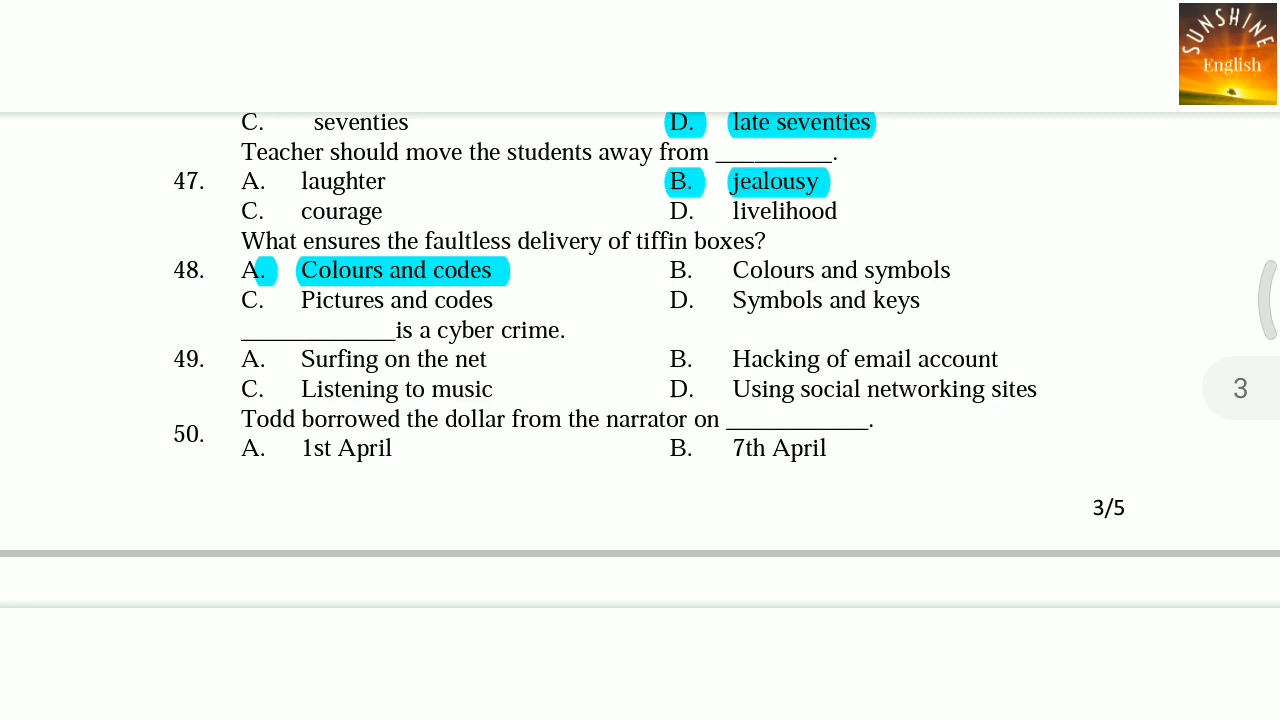 SUNSHINE
English
C. seventies D. late seventies
Teacher should move the students away from _________.
47. A. laughter B. jealousy
C. courage D. livelihood
What ensures the faultless delivery of tiffin boxes?
48. A. Colours and codes B. Colours and symbols
C. Pictures and codes D. Symbols and keys
____________is a cyber crime.
49. A. Surfing on the net B. Hacking of email account
C. Listening to music D. Using social networking sites
3
Todd borrowed the dollar from the narrator on ___________.
50. A. 1st April B. 7th April
3/5